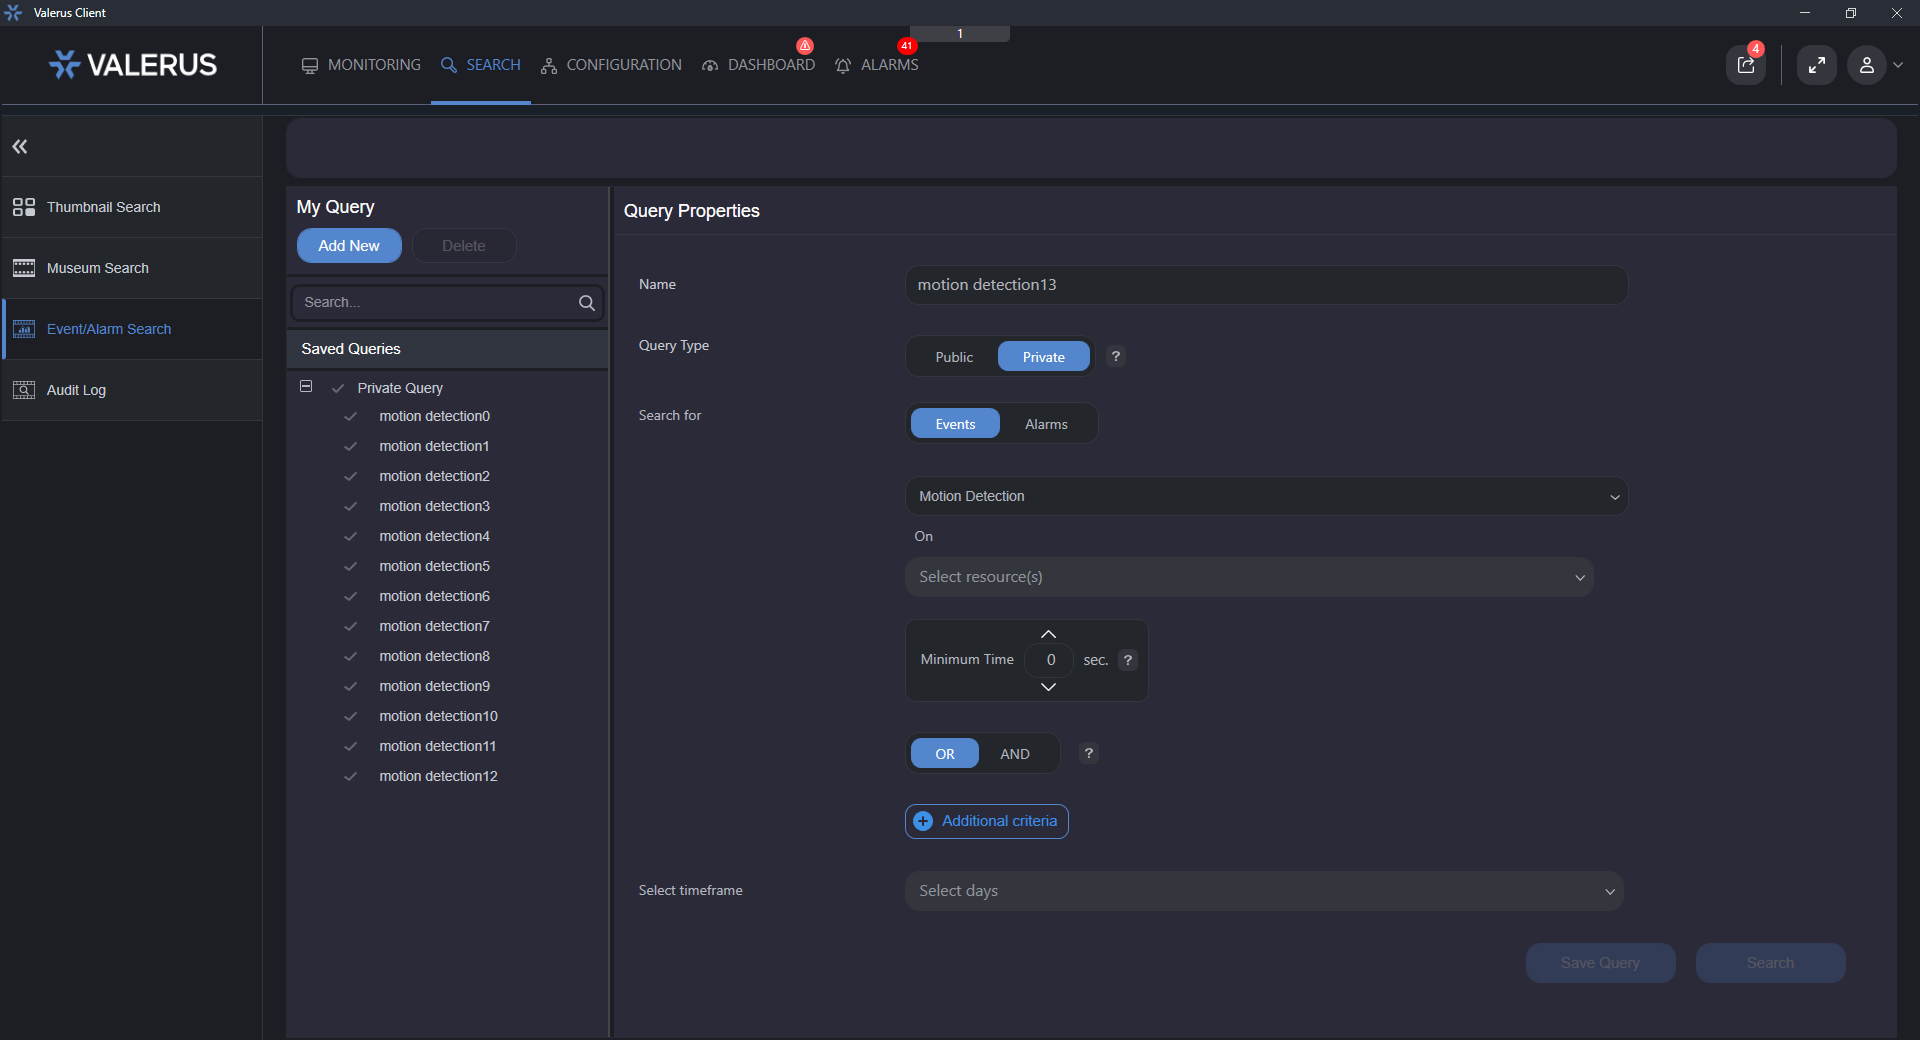 Valerus Client
1
VALERUS
MONITORING
SEARCH
CONFIGURATION
DASHBOARD
41
ALARMS
4
Thumbnail Search
Museum Search
Event/Alarm Search
Audit Log
My Query
Add New
Delete
Search...
Saved Queries
Private Query
motion detection0
motion detection1
motion detection2
motion detection3
motion detection4
motion detection5
motion detection6
motion detection7
motion detection8
motion detection9
motion detection10
motion detection11
motion detection12
Query Properties
Name
motion detection13
Query Type
Public
Private
?
Search for
Events
Alarms
Motion Detection
On
Select resource(s)
Minimum Time
0
sec.
?
OR
AND
?
Additional criteria
Select timeframe
Select days
Save Query
Search